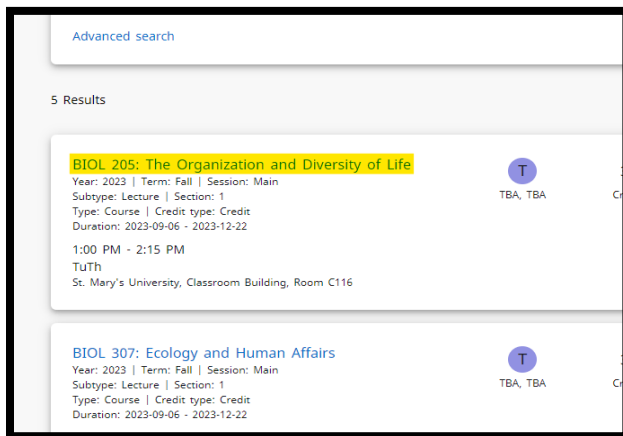 Advanced search
5 Results
BIOL 205: The Organization and Diversity of Life
Year: 2023 | Term: Fall | Session: Main
Subtype: Lecture | Section: 1
Type: Course | Credit type: Credit
Duration: 2023-09-06 - 2023-12-22
1:00 PM - 2:15 PM
TuTh
St. Mary's University, Classroom Building, Room C116
T
TBA, TBA
BIOL 307: Ecology and Human Affairs
Year: 2023 | Term: Fall | Session: Main
Subtype: Lecture | Section: 1
Type: Course | Credit type: Credit
Duration: 2023-09-06 - 2023-12-22
T
TBA, TBA